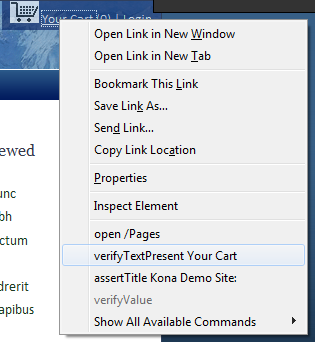 Your Cart (0) | Login
Open Link in New Window
Open Link in New Tab
Bookmark This Link
Save Link As...
Send Link...
Copy Link Location
Properties
Inspect Element
open /Pages
verifyTextPresent Your Cart
assertTitle Kona Demo Site:
verifyValue
Show All Available Commands
ewed
unc
bh
ctum
drerit
apibus